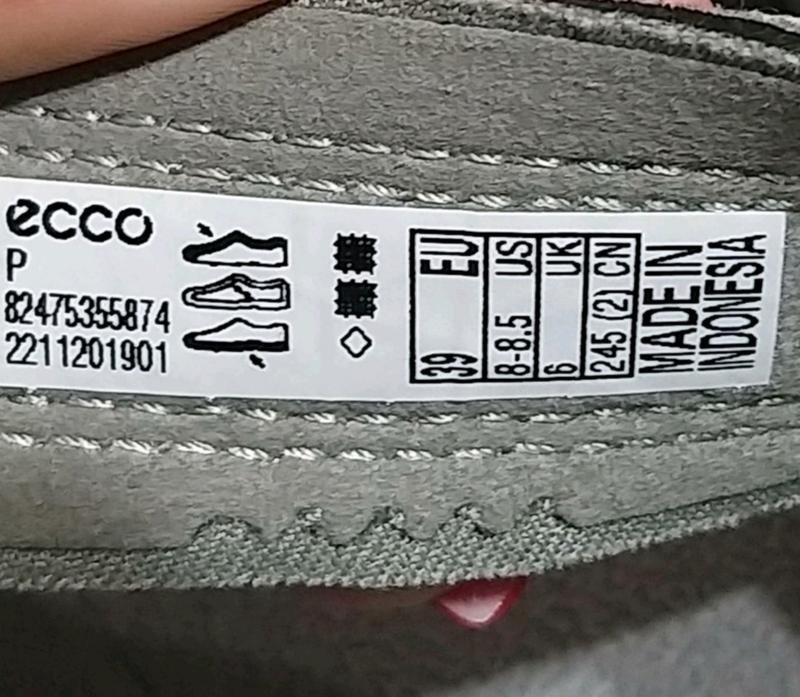 ecco
P
82475355874
2211201901
39 EU
8-8.5 US
6 UK
245 (2) CN
MADE IN
INDONESIA